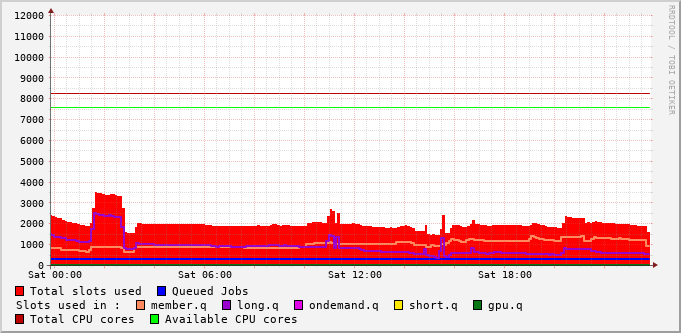 RRDTOOL / TOBI OETIKER
12000
11000
10000
9000
8000
7000
6000
5000
4000
3000
2000
1000
0
Sat 00:00 Sat 06:00 Sat 12:00 Sat 18:00
Total slots used Queued Jobs
Slots used in : member.q long.q ondemand.q short.q gpu.q
Total CPU cores Available CPU cores